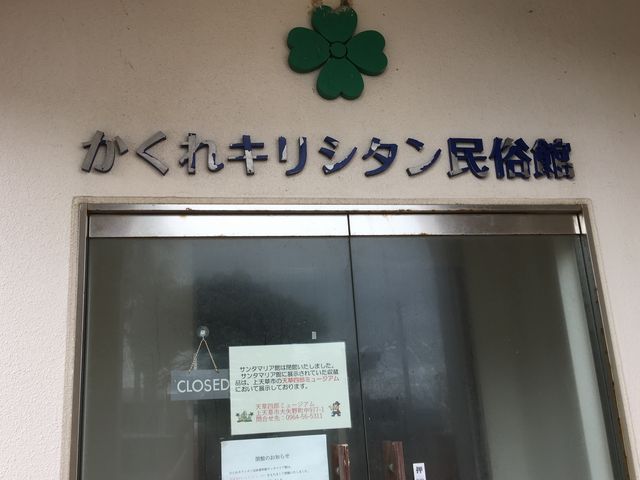 かくれキリシタン民俗館
CLOSED
サンタマリア館は閉館いたしました。
サンタマリア館に展示されていた収蔵
品は、上天草市の天草四郎ミュージアム
において展示しております。
天草四郎ミュージアム
上天草市大矢野町中977-1
問合せ先：0964-56-5311
閉館のお知らせ
押